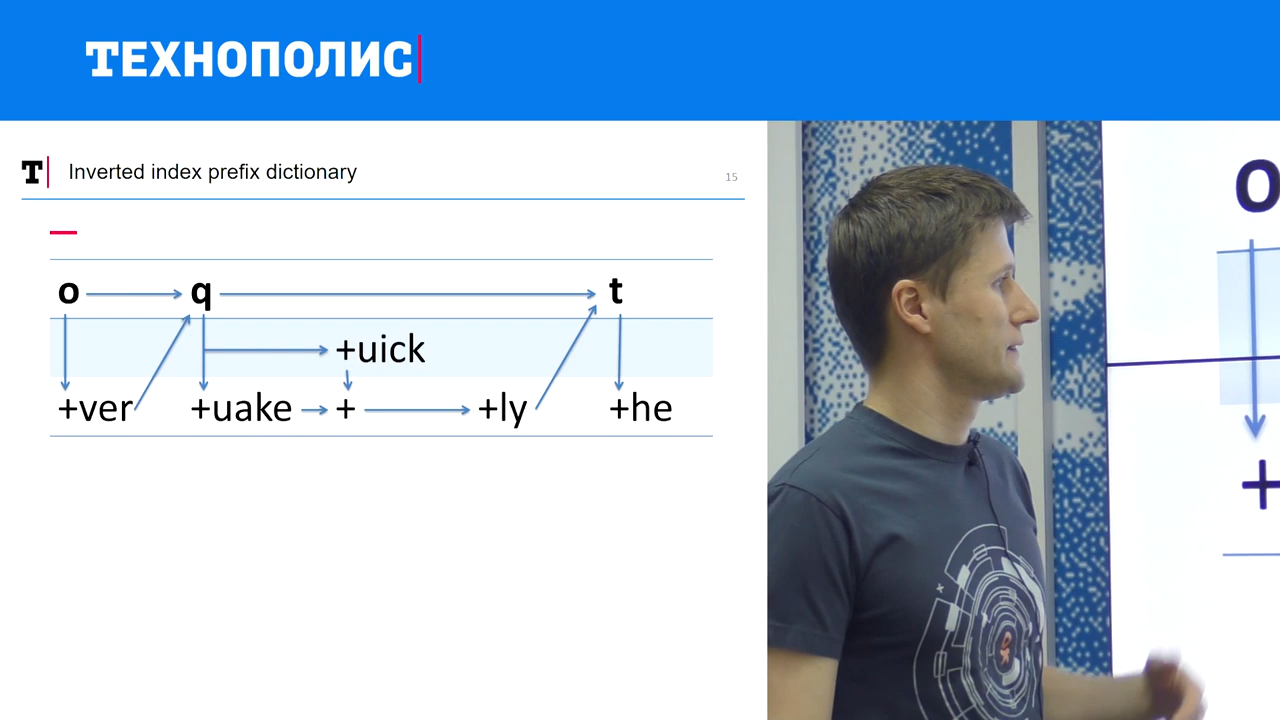 ТЕХНОПОЛИС
T Inverted index prefix dictionary 15
o q t
+uick
+ver +uake + +ly +he
o
+